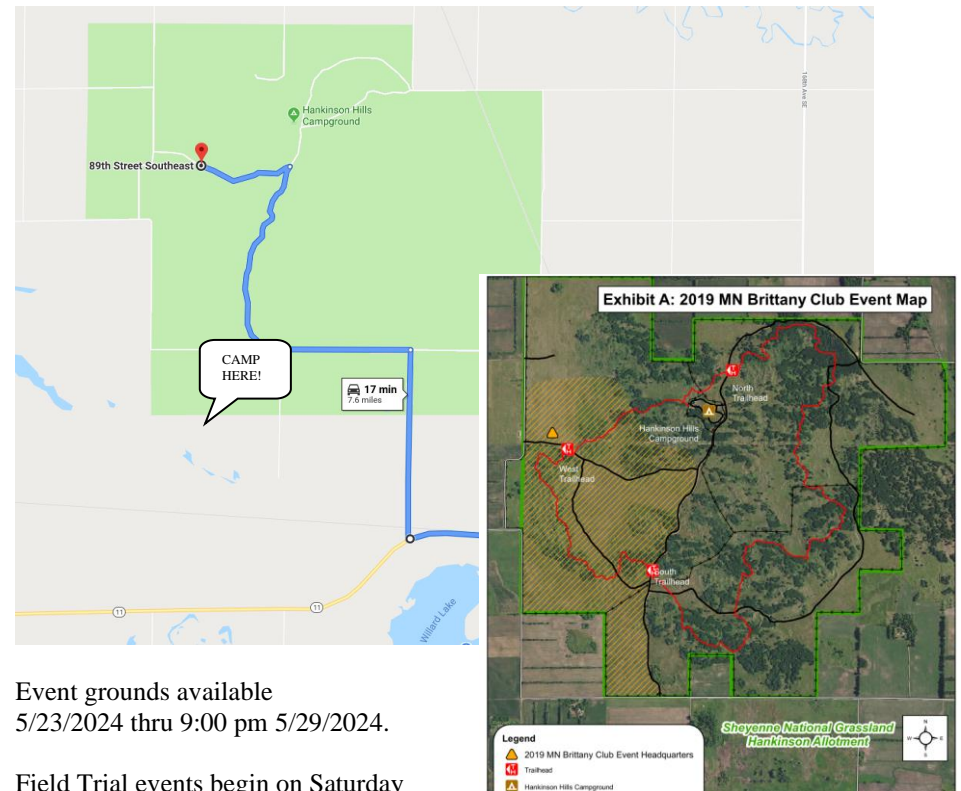 Hankinson Hills
Campground
168th Ave SE
89th Street Southeast
CAMP
HERE!
17 min
7.6 miles
11
11
Willard Lake
Exhibit A: 2019 MN Brittany Club Event Map
North
Trailhead
Hankinson Hills
Campground
West
Trailhead
South
Trailhead
Sheyenne National Grassland
Hankinson Allotment
N
W
E
S
Legend
2019 MN Brittany Club Event Headquarters
Trailhead
Hankinson Hills Campground
Event grounds available
5/23/2024 thru 9:00 pm 5/29/2024.
Field Trial events begin on Saturday